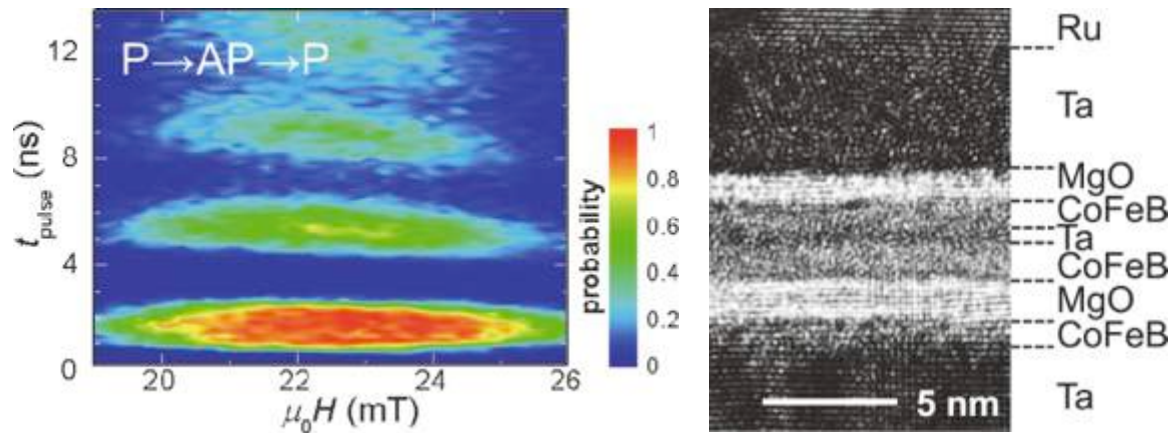 P→AP→P
12
8
4
0
t_pulse (ns)
20
22
24
26
μ₀H (mT)
1
0.8
0.6
0.4
0.2
0
probability
Ru
Ta
MgO
CoFeB
Ta
CoFeB
MgO
CoFeB
Ta
5 nm